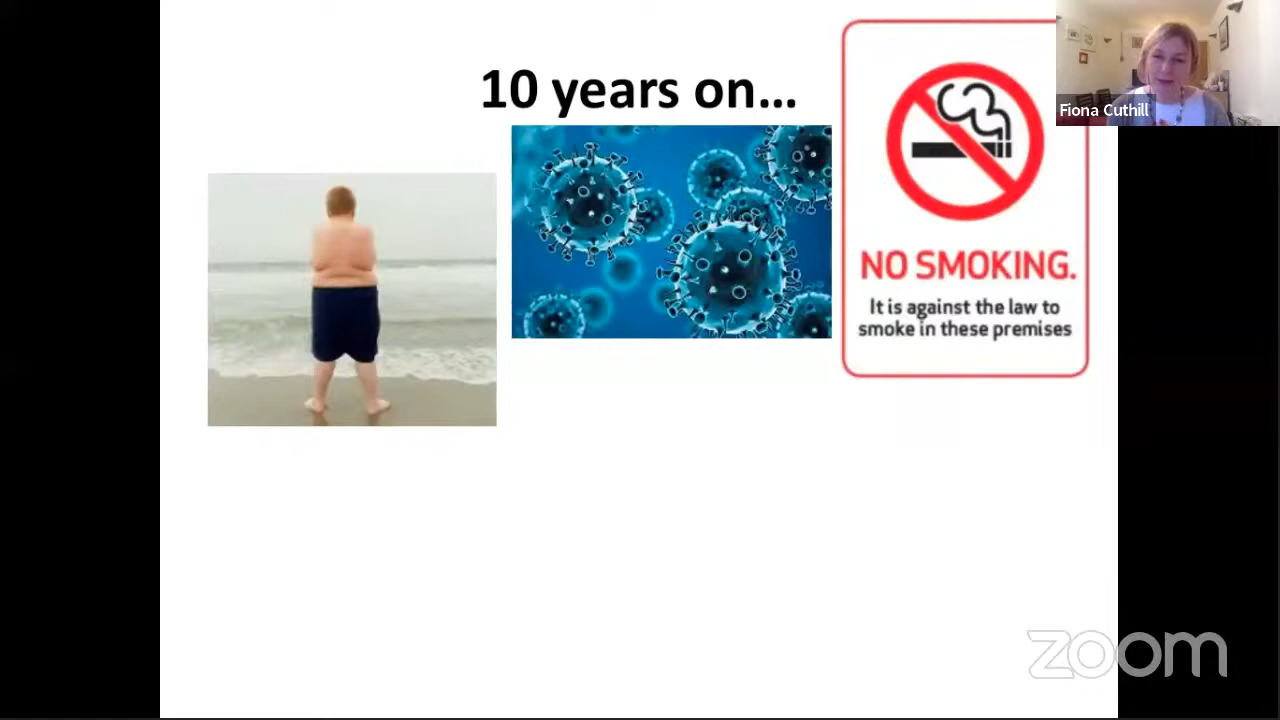 10 years on...
Fiona Cuthill
NO SMOKING.
It is against the law to
smoke in these premises
zoom